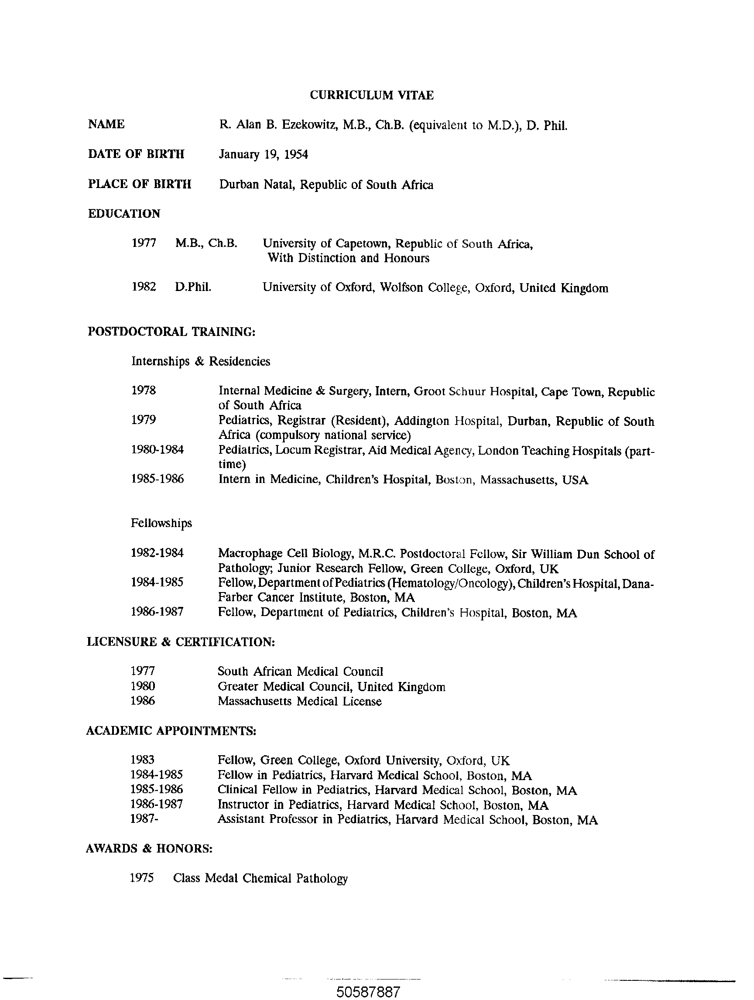 CURRICULUM VITAE
NAME R. Alan B. Ezekowitz, M.B., Ch.B. (equivalent to M.D.), D. Phil.
DATE OF BIRTH January 19, 1954
PLACE OF BIRTH Durban Natal, Republic of South Africa
EDUCATION
1977 M.B., Ch.B. University of Capetown, Republic of South Africa,
With Distinction and Honours
1982 D.Phil. University of Oxford, Wolfson College, Oxford, United Kingdom
POSTDOCTORAL TRAINING:
Internships & Residencies
1978 Internal Medicine & Surgery, Intern, Groot Schuur Hospital, Cape Town, Republic
of South Africa
1979 Pediatrics, Registrar (Resident), Addington Hospital, Durban, Republic of South
Africa (compulsory national service)
1980-1984 Pediatrics, Locum Registrar, Aid Medical Agency, London Teaching Hospitals (part-
time)
1985-1986 Intern in Medicine, Children's Hospital, Boston, Massachusetts, USA
Fellowships
1982-1984 Macrophage Cell Biology, M.R.C. Postdoctoral Fellow, Sir William Dun School of
Pathology; Junior Research Fellow, Green College, Oxford, UK
1984-1985 Fellow, Department of Pediatrics (Hematology/Oncology), Children's Hospital, Dana-
Farber Cancer Institute, Boston, MA
1986-1987 Fellow, Department of Pediatrics, Children's Hospital, Boston, MA
LICENSURE & CERTIFICATION:
1977 South African Medical Council
1980 Greater Medical Council, United Kingdom
1986 Massachusetts Medical License
ACADEMIC APPOINTMENTS:
1983 Fellow, Green College, Oxford University, Oxford, UK
1984-1985 Fellow in Pediatrics, Harvard Medical School, Boston, MA
1985-1986 Clinical Fellow in Pediatrics, Harvard Medical School, Boston, MA
1986-1987 Instructor in Pediatrics, Harvard Medical School, Boston, MA
1987- Assistant Professor in Pediatrics, Harvard Medical School, Boston, MA
AWARDS & HONORS:
1975 Class Medal Chemical Pathology
50587887